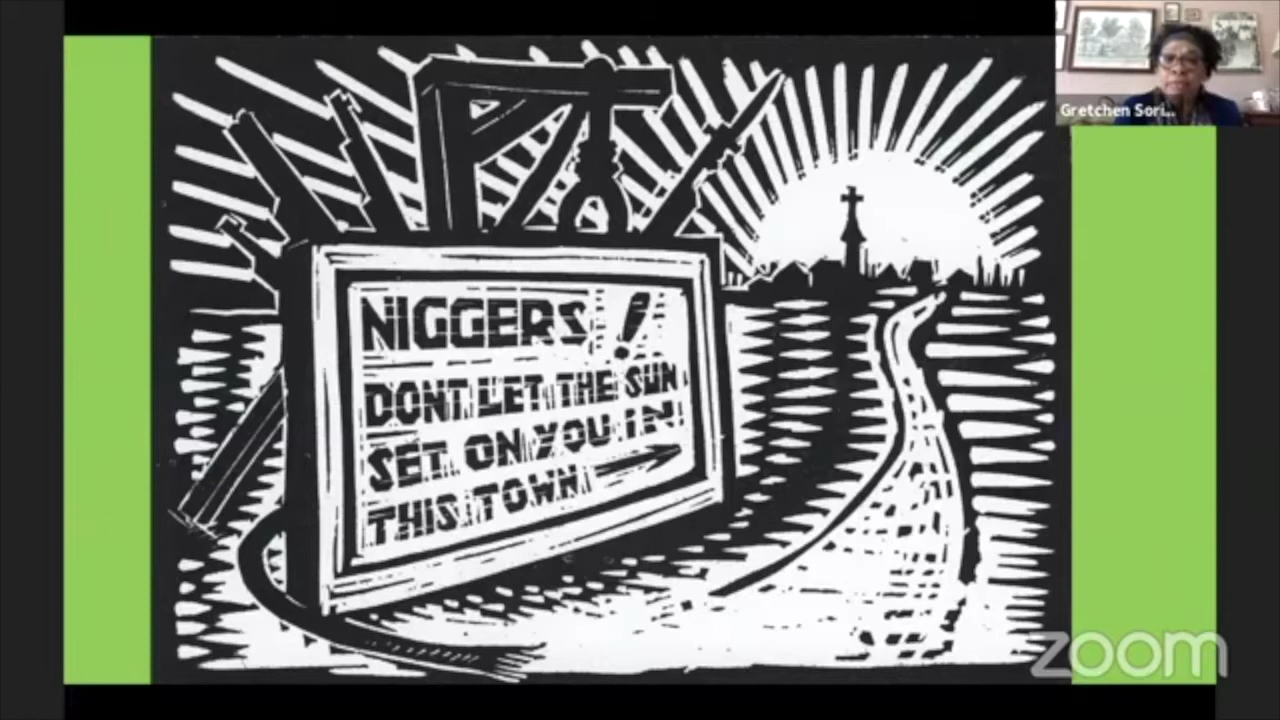 Gretchen Sori...
NIGGERS!
DONT LET THE SUN
SET ON YOU IN
THIS TOWN
zoom